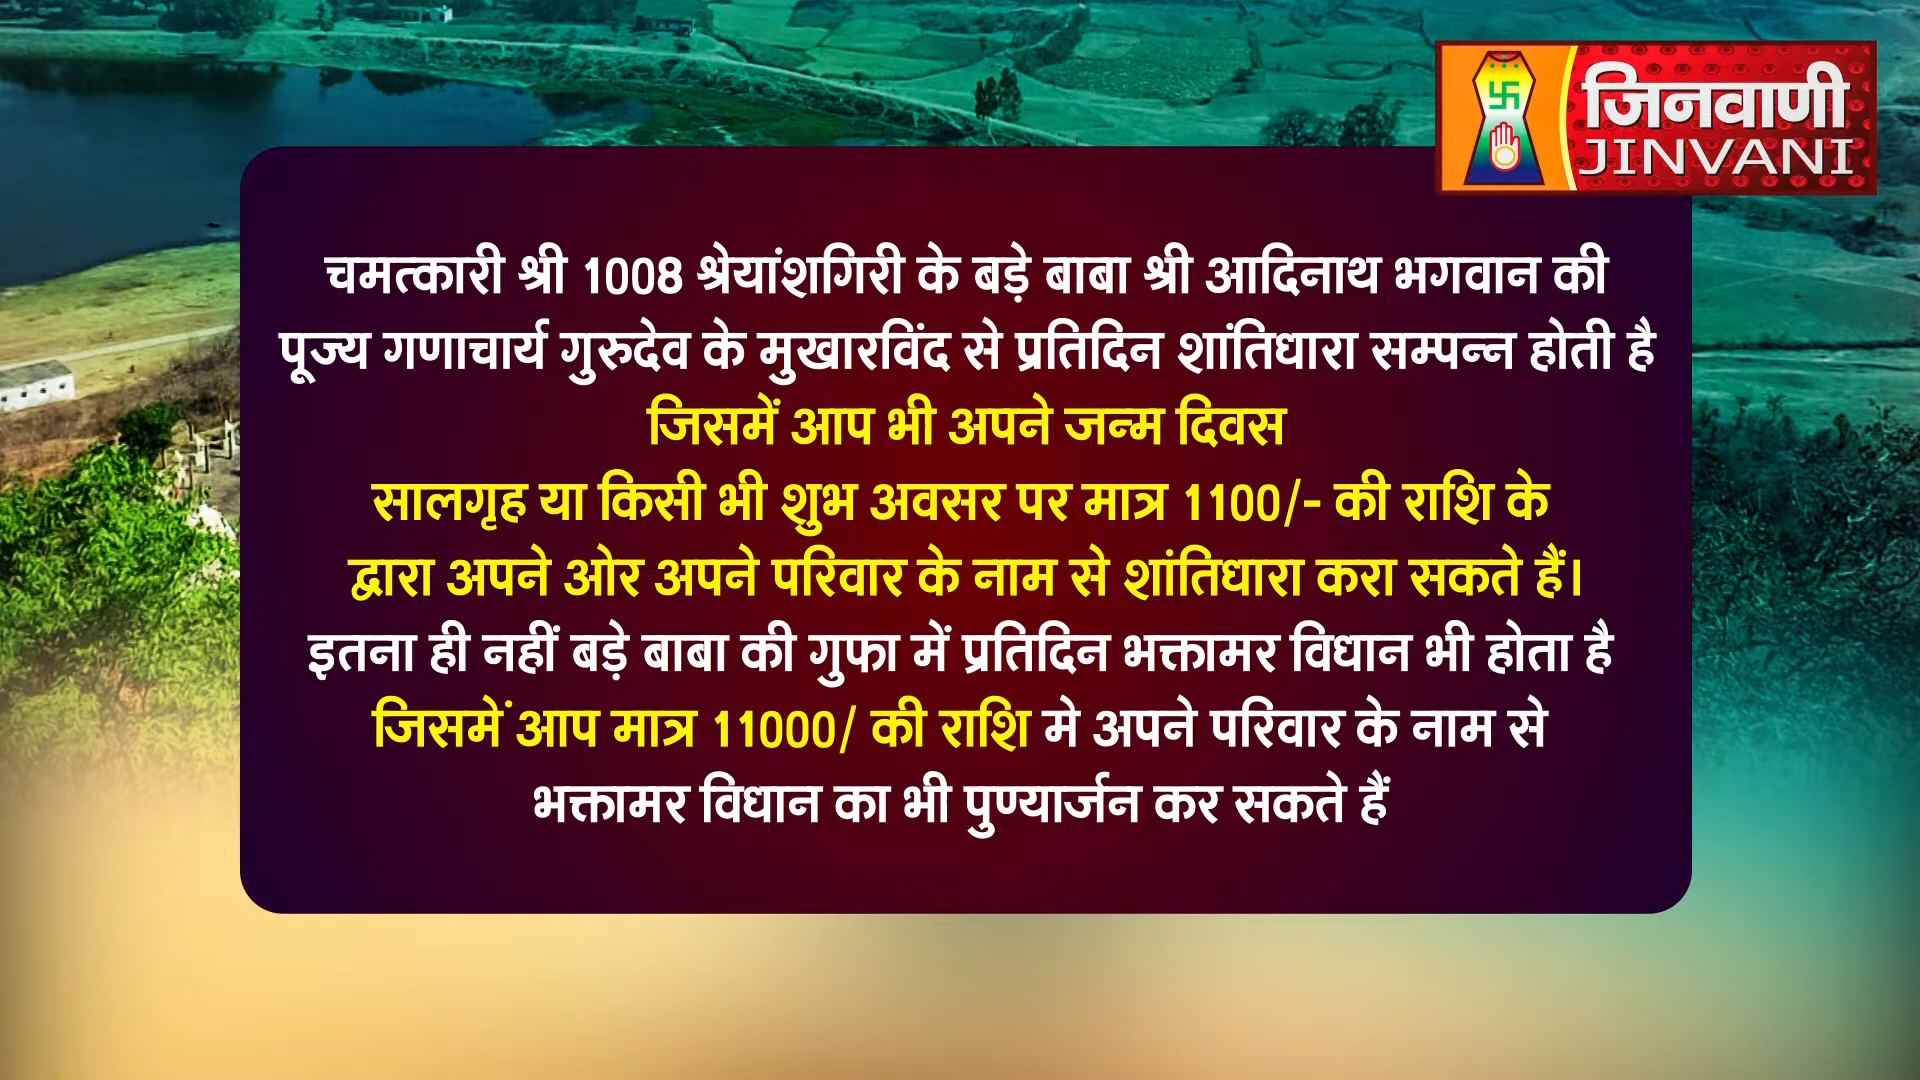 जिनवाणी
JINVANI
चमत्कारी श्री 1008 श्रेयांशगिरी के बड़े बाबा श्री आदिनाथ भगवान की
पूज्य गणाचार्य गुरुदेव के मुखारविंद से प्रतिदिन शांतिधारा सम्पन्न होती है
जिसमें आप भी अपने जन्म दिवस
सालगृह या किसी भी शुभ अवसर पर मात्र 1100/- की राशि के
द्वारा अपने ओर अपने परिवार के नाम से शांतिधारा करा सकते हैं।
इतना ही नहीं बड़े बाबा की गुफा में प्रतिदिन भक्तामर विधान भी होता है
जिसमें आप मात्र 11000/ की राशि मे अपने परिवार के नाम से
भक्तामर विधान का भी पुण्यार्जन कर सकते हैं